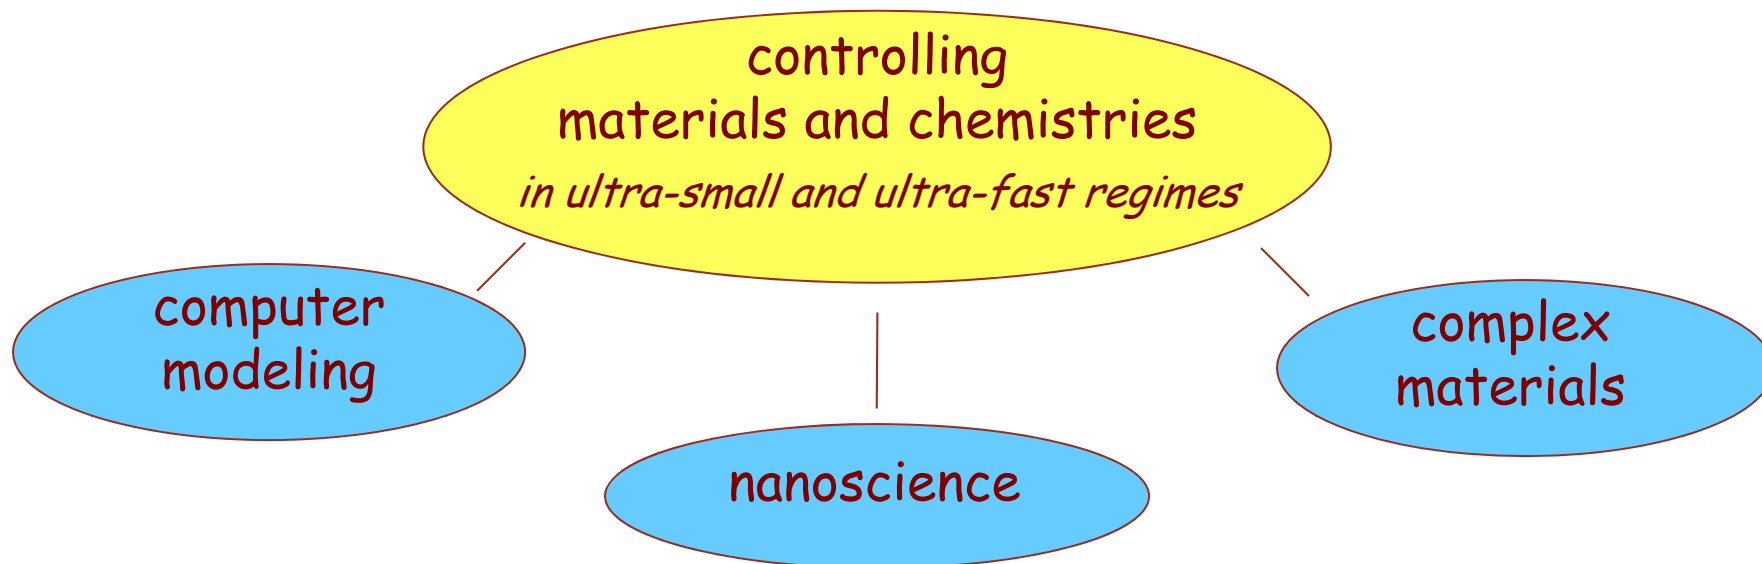 controlling
materials and chemistries
in ultra-small and ultra-fast regimes
computer
modeling
complex
materials
nanoscience